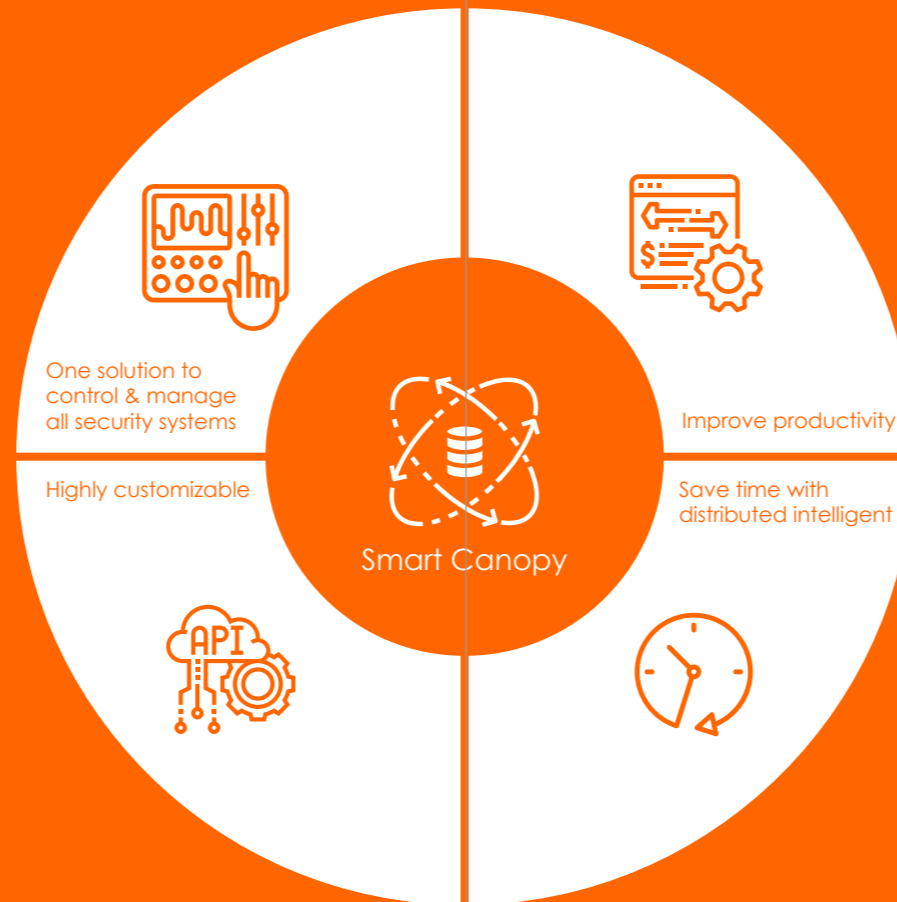 One solution to
control & manage
all security systems
Improve productivity
$
Smart Canopy
Highly customizable
Save time with
distributed intelligent
API